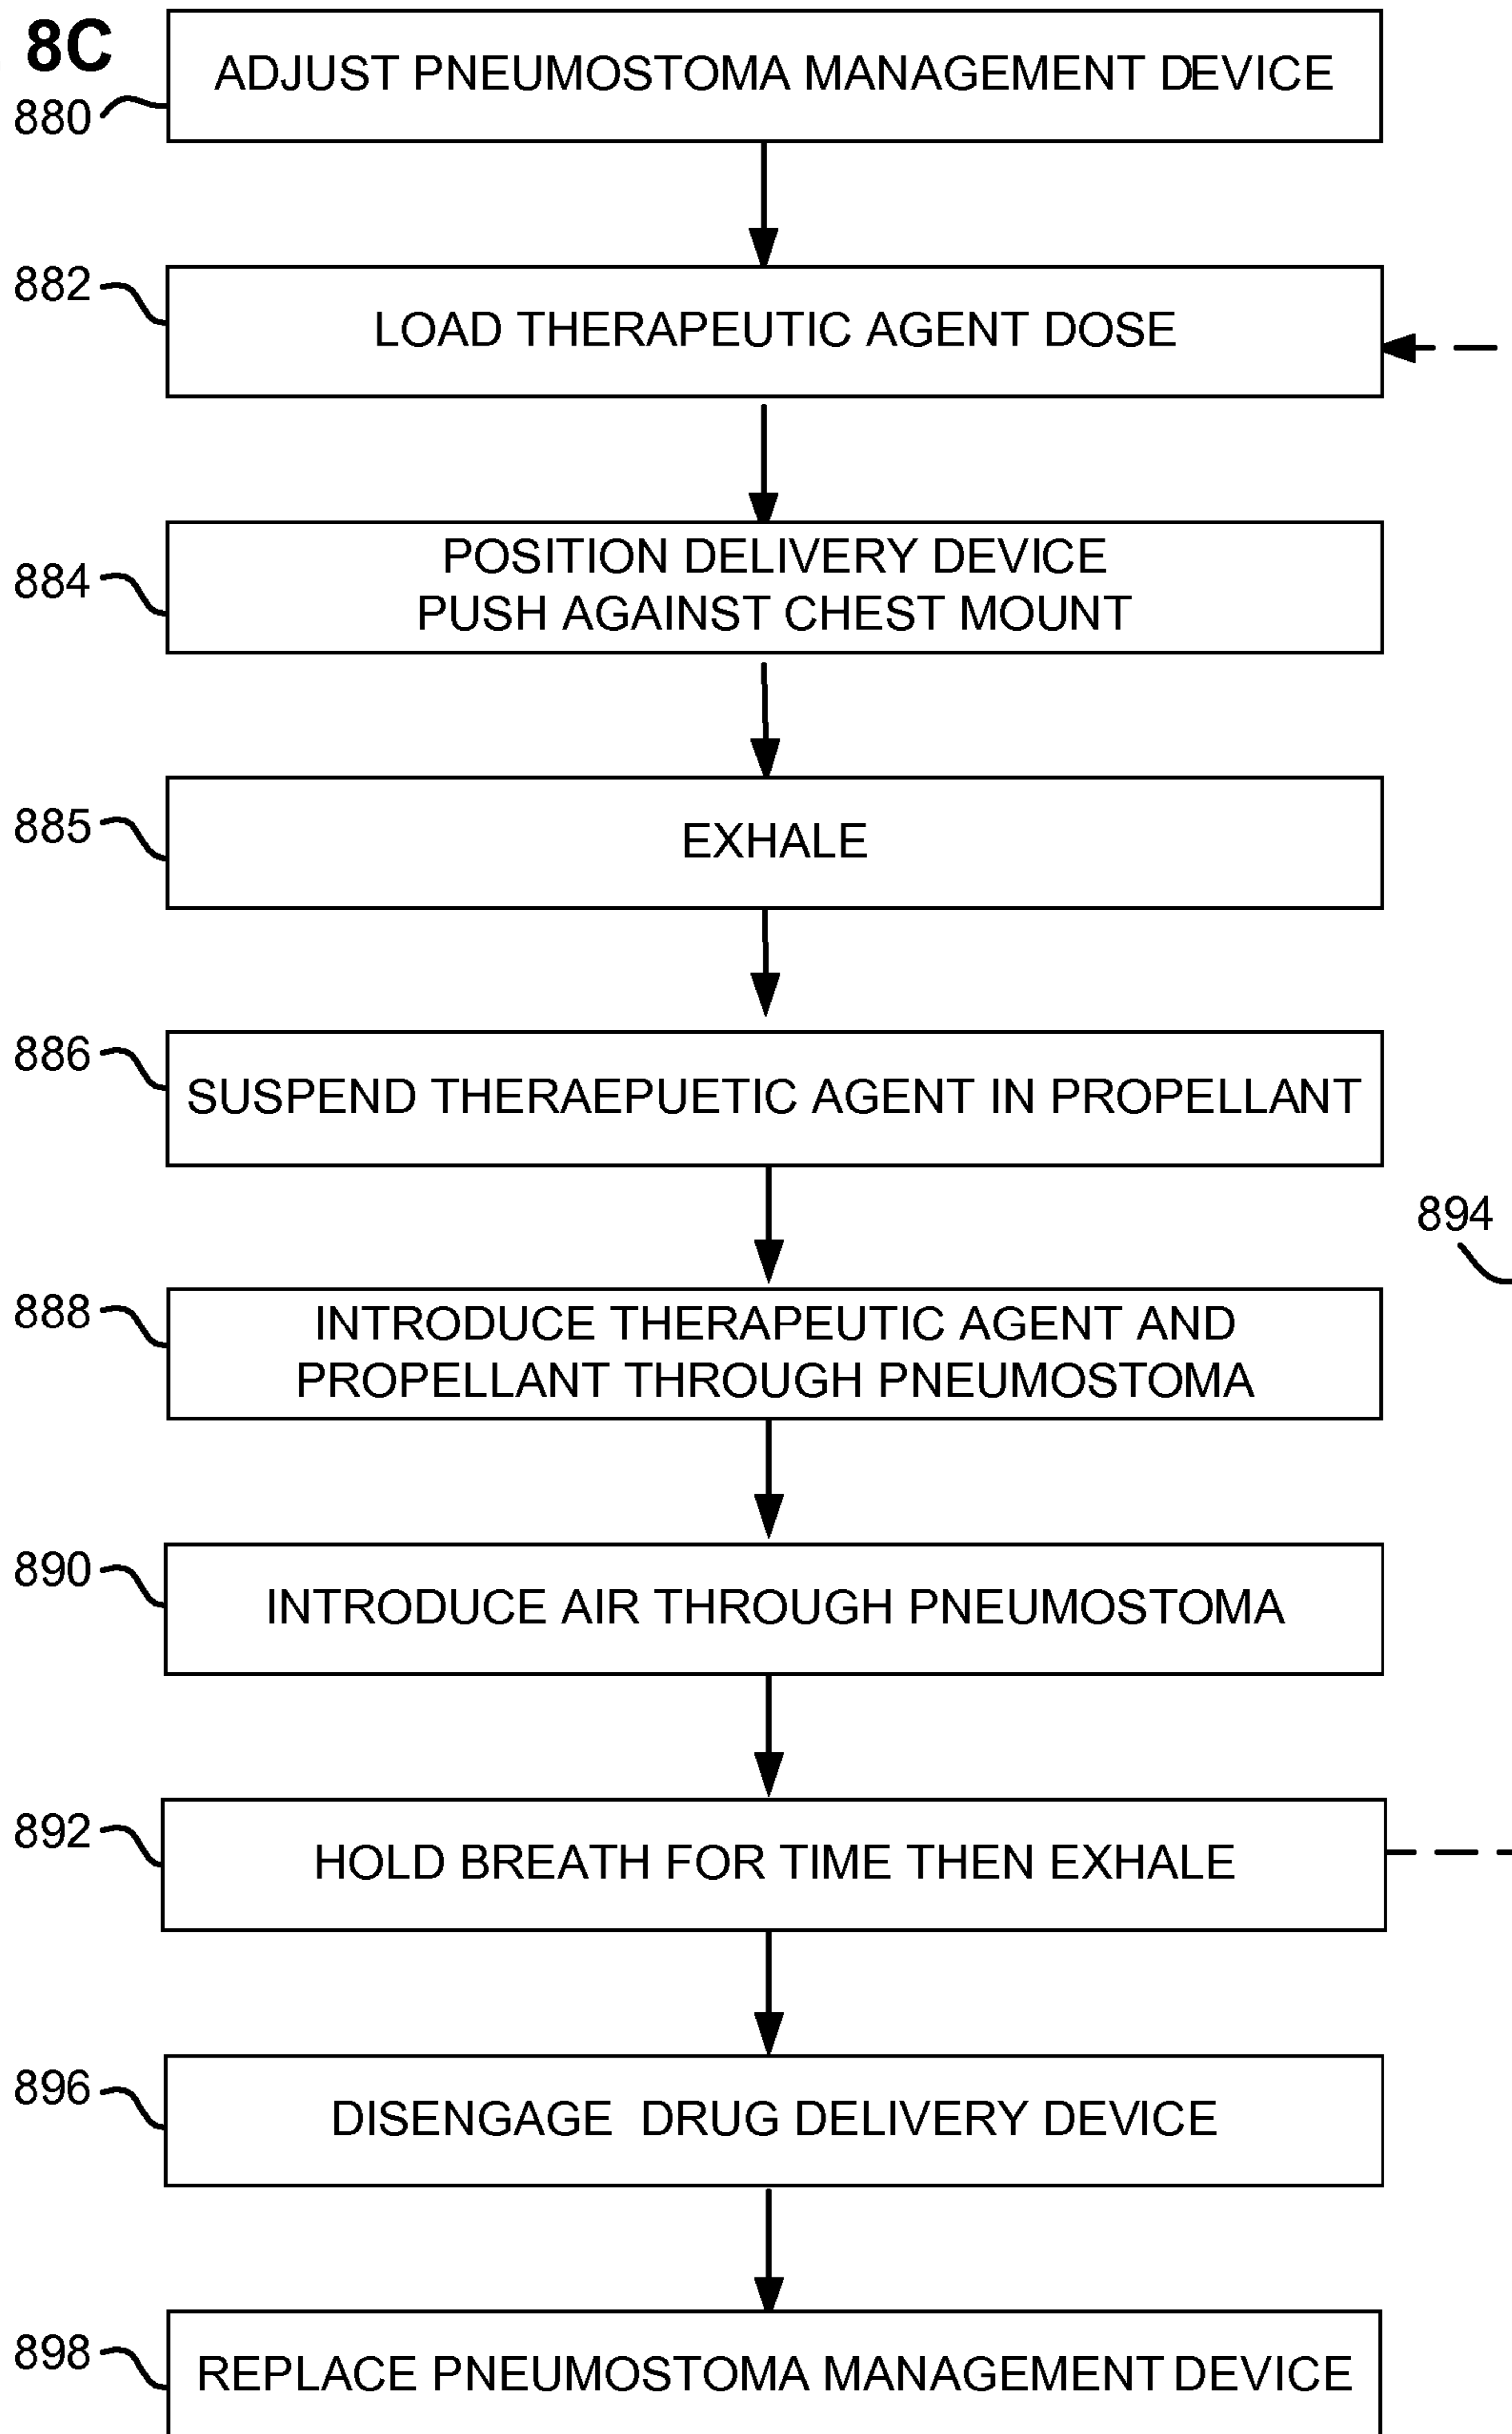 8C
880
ADJUST PNEUMOSTOMA MANAGEMENT DEVICE
882
LOAD THERAPEUTIC AGENT DOSE
884
POSITION DELIVERY DEVICE
PUSH AGAINST CHEST MOUNT
885
EXHALE
886
SUSPEND THERAEPUETIC AGENT IN PROPELLANT
894
888
INTRODUCE THERAPEUTIC AGENT AND
PROPELLANT THROUGH PNEUMOSTOMA
890
INTRODUCE AIR THROUGH PNEUMOSTOMA
892
HOLD BREATH FOR TIME THEN EXHALE
896
DISENGAGE DRUG DELIVERY DEVICE
898
REPLACE PNEUMOSTOMA MANAGEMENT DEVICE